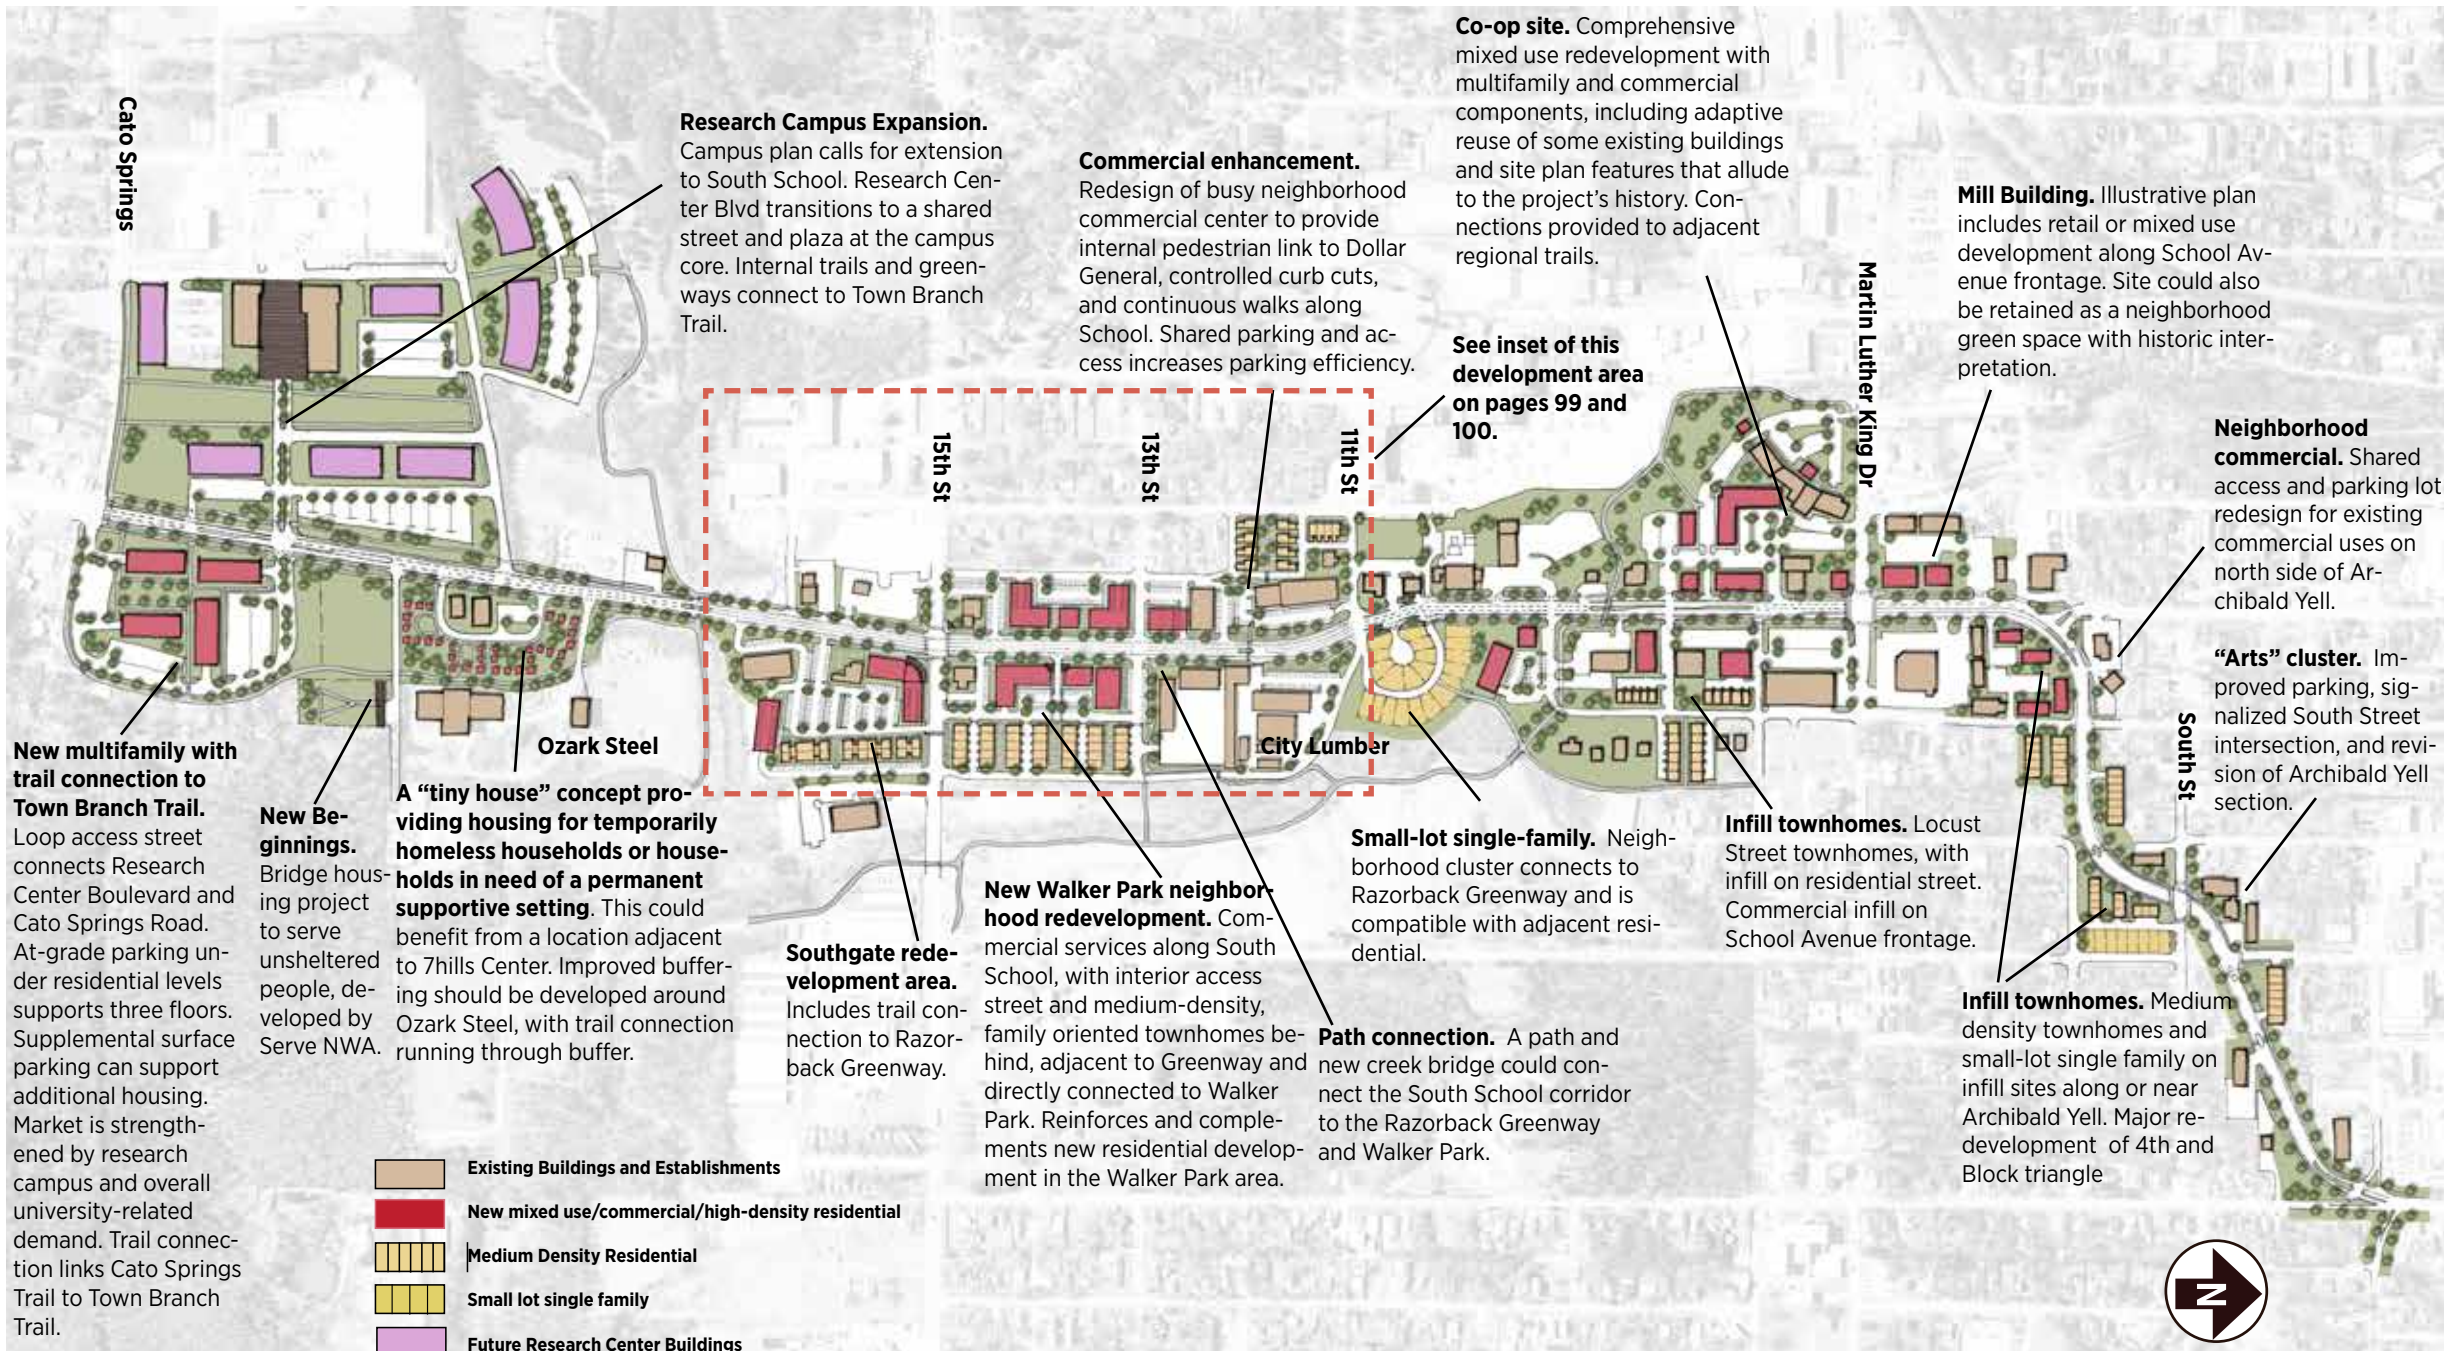 Cato Springs
Research Campus Expansion.
Campus plan calls for extension
to South School. Research Cen-
ter Blvd transitions to a shared
street and plaza at the campus
core. Internal trails and green-
ways connect to Town Branch
Trail.
Commercial enhancement.
Redesign of busy neighborhood
commercial center to provide
internal pedestrian link to Dollar
General, controlled curb cuts,
and continuous walks along
School. Shared parking and ac-
cess increases parking efficiency.
Co-op site. Comprehensive
mixed use redevelopment with
multifamily and commercial
components, including adaptive
reuse of some existing buildings
and site plan features that allude
to the project's history. Con-
nections provided to adjacent
regional trails.
See inset of this
development area
on pages 99 and
100.
Martin Luther King Dr
Mill Building. Illustrative plan
includes retail or mixed use
development along School Av-
enue frontage. Site could also
be retained as a neighborhood
green space with historic inter-
pretation.
Neighborhood
commercial. Shared
access and parking lot
redesign for existing
commercial uses on
north side of Ar-
chibald Yell.
"Arts" cluster. Im-
proved parking, sig-
nalized South Street
intersection, and revi-
sion of Archibald Yell
section.
15th St
13th St
11th St
South St
Ozark Steel
City Lumber
New multifamily with
trail connection to
Town Branch Trail.
Loop access street
connects Research
Center Boulevard and
Cato Springs Road.
At-grade parking un-
der residential levels
supports three floors.
Supplemental surface
parking can support
additional housing.
Market is strength-
ened by research
campus and overall
university-related
demand. Trail connec-
tion links Cato Springs
Trail to Town Branch
Trail.
New Be-
ginnings.
Bridge hous-
ing project
to serve
unsheltered
people, de-
veloped by
Serve NWA.
A "tiny house" concept pro-
viding housing for temporarily
homeless households or house-
holds in need of a permanent
supportive setting. This could
benefit from a location adjacent
to 7hills Center. Improved buffer-
ing should be developed around
Ozark Steel, with trail connection
running through buffer.
Southgate rede-
velopment area.
Includes trail con-
nection to Razor-
back Greenway.
New Walker Park neighbor-
hood redevelopment. Com-
mercial services along South
School, with interior access
street and medium-density,
family oriented townhomes be-
hind, adjacent to Greenway and
directly connected to Walker
Park. Reinforces and comple-
ments new residential develop-
ment in the Walker Park area.
Path connection. A path and
new creek bridge could con-
nect the South School corridor
to the Razorback Greenway
and Walker Park.
Small-lot single-family. Neigh-
borhood cluster connects to
Razorback Greenway and is
compatible with adjacent resi-
dential.
Infill townhomes. Locust
Street townhomes, with
infill on residential street.
Commercial infill on
School Avenue frontage.
Infill townhomes. Medium
density townhomes and
small-lot single family on
infill sites along or near
Archibald Yell. Major re-
development of 4th and
Block triangle
Existing Buildings and Establishments
New mixed use/commercial/high-density residential
Medium Density Residential
Small lot single family
Future Research Center Buildings
N